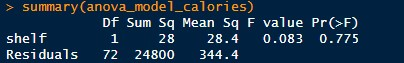 > summary(anova_model_calories)
            Df Sum Sq Mean Sq F value Pr(>F)
shelf        1     28    28.4   0.083  0.775
Residuals   72  24800   344.4